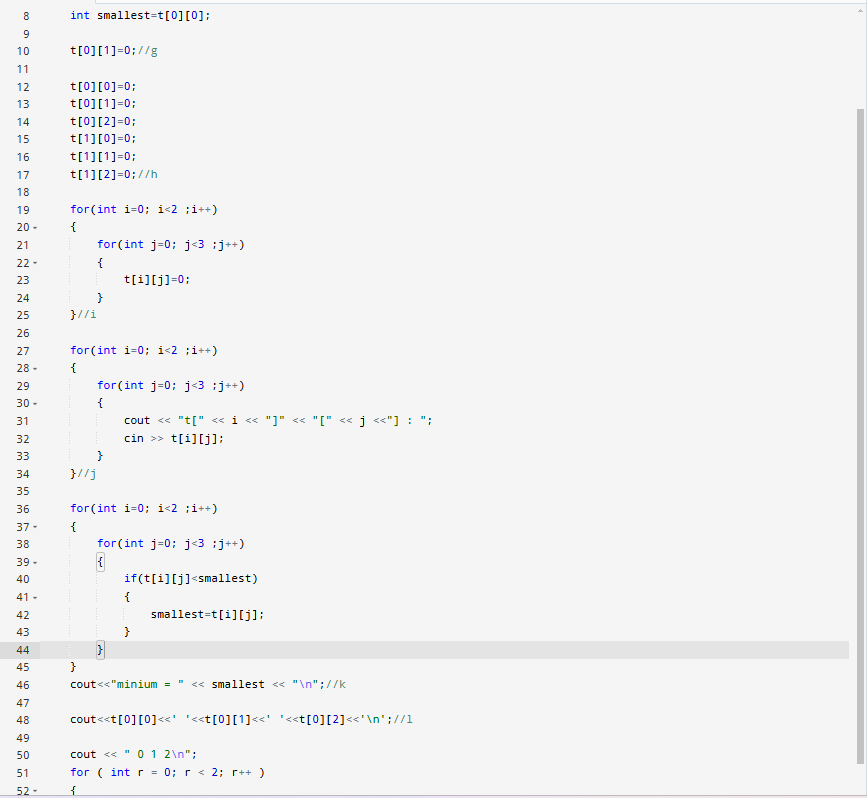 8 int smallest=t[0][0];
9
10 t[0][1]=0;//g
11
12 t[0][0]=0;
13 t[0][1]=0;
14 t[0][2]=0;
15 t[1][0]=0;
16 t[1][1]=0;
17 t[1][2]=0;//h
18
19 for(int i=0; i<2 ;i++)
20 {
21 for(int j=0; j<3 ;j++)
22 {
23 t[i][j]=0;
24 }
25 }//i
26
27 for(int i=0; i<2 ;i++)
28 {
29 for(int j=0; j<3 ;j++)
30 {
31 cout << "t[" << i << "]" << "[" << j <<"] : ";
32 cin >> t[i][j];
33 }
34 }//j
35
36 for(int i=0; i<2 ;i++)
37 {
38 for(int j=0; j<3 ;j++)
39 {
40 if(t[i][j]<smallest)
41 {
42 smallest=t[i][j];
43 }
44 }
45 }
46 cout<<"minium = " << smallest << "\n";//k
47
48 cout<<t[0][0]<<' '<<t[0][1]<<' '<<t[0][2]<<'\n';//l
49
50 cout << " 0 1 2\n";
51 for ( int r = 0; r < 2; r++ )
52 {